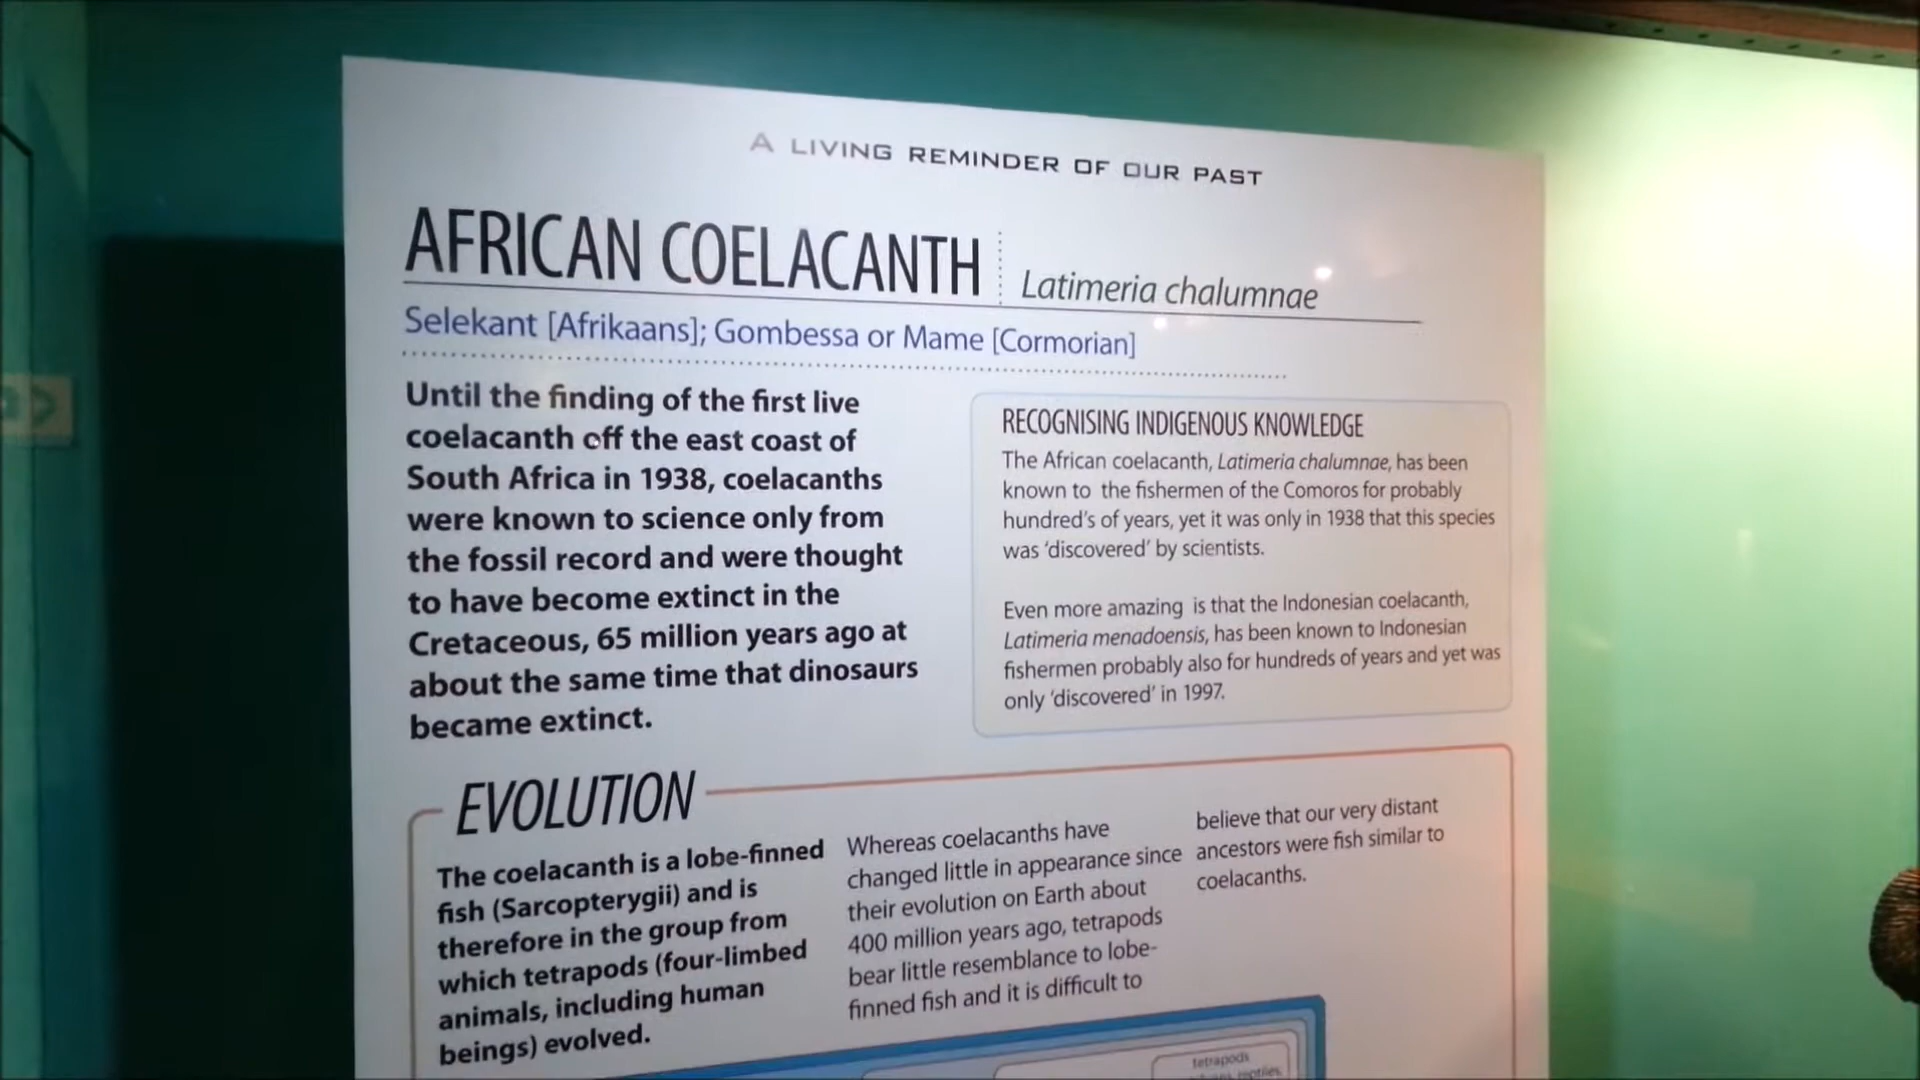 A LIVING REMINDER OF OUR PAST
AFRICAN COELACANTH
Latimeria chalumnae
Selekant [Afrikaans]; Gombessa or Mame [Cormorian]
Until the finding of the first live
coelacanth off the east coast of
South Africa in 1938, coelacanths
were known to science only from
the fossil record and were thought
to have become extinct in the
Cretaceous, 65 million years ago at
about the same time that dinosaurs
became extinct.
RECOGNISING INDIGENOUS KNOWLEDGE
The African coelacanth, Latimeria chalumnae, has been
known to the fishermen of the Comoros for probably
hundred's of years, yet it was only in 1938 that this species
was 'discovered' by scientists.
Even more amazing is that the Indonesian coelacanth,
Latimeria menadoensis, has been known to Indonesian
fishermen probably also for hundreds of years and yet was
only 'discovered' in 1997.
EVOLUTION
The coelacanth is a lobe-finned
fish (Sarcopterygii) and is
therefore in the group from
which tetrapods (four-limbed
animals, including human
beings) evolved.
Whereas coelacanths have
changed little in appearance since
their evolution on Earth about
400 million years ago, tetrapods
bear little resemblance to lobe-
finned fish and it is difficult to
believe that our very distant
ancestors were fish similar to
coelacanths.
tetrapods
reptiles,